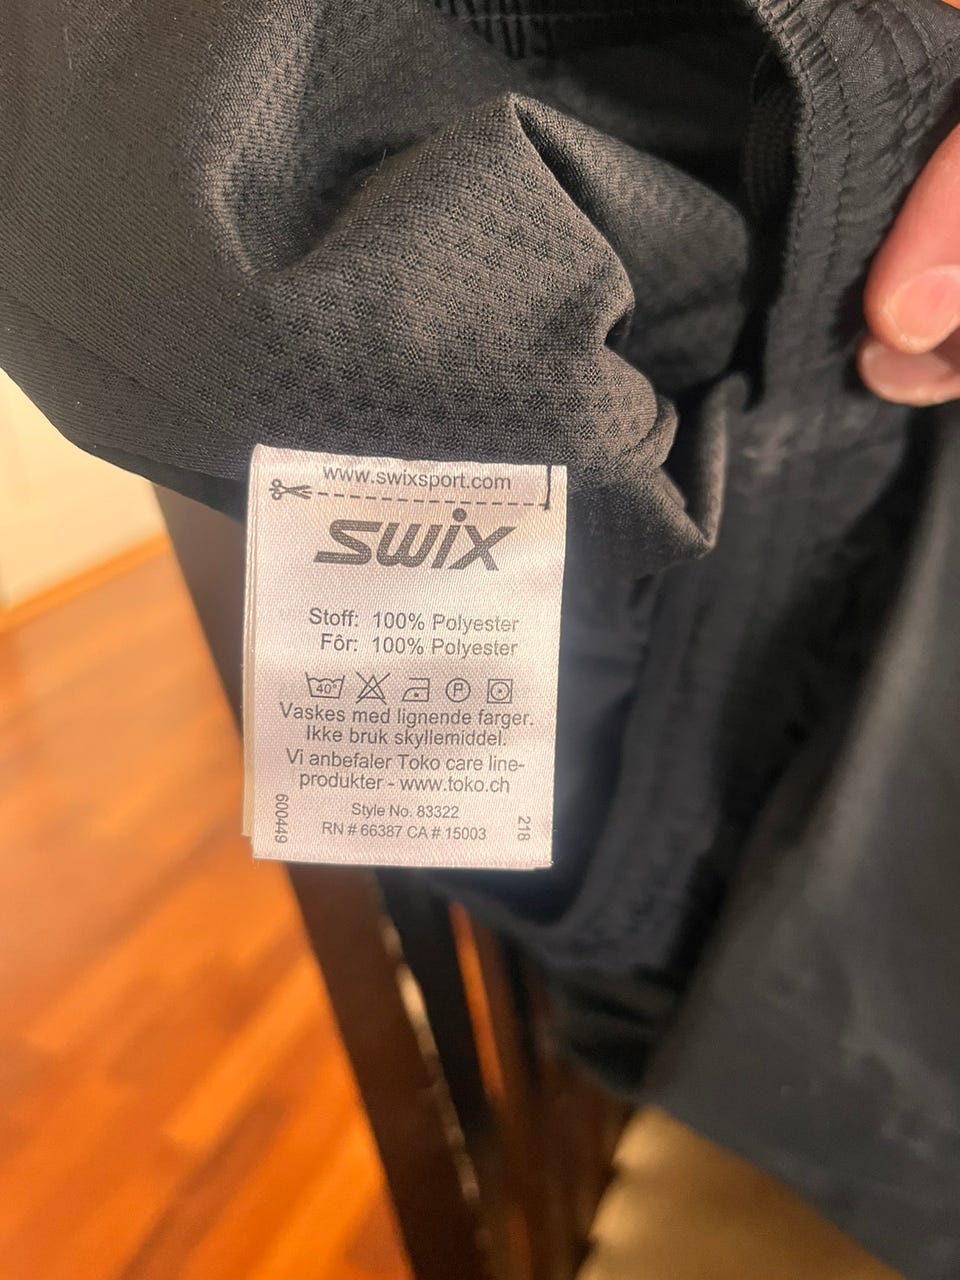 www.swixsport.com
swix
Stoff: 100% Polyester
Fôr: 100% Polyester
40° P
Vaskes med lignende farger.
Ikke bruk skyllemiddel.
Vi anbefaler Toko care line-
produkter - www.toko.ch
Style No. 83322
RN # 66387 CA # 15003
600449
218